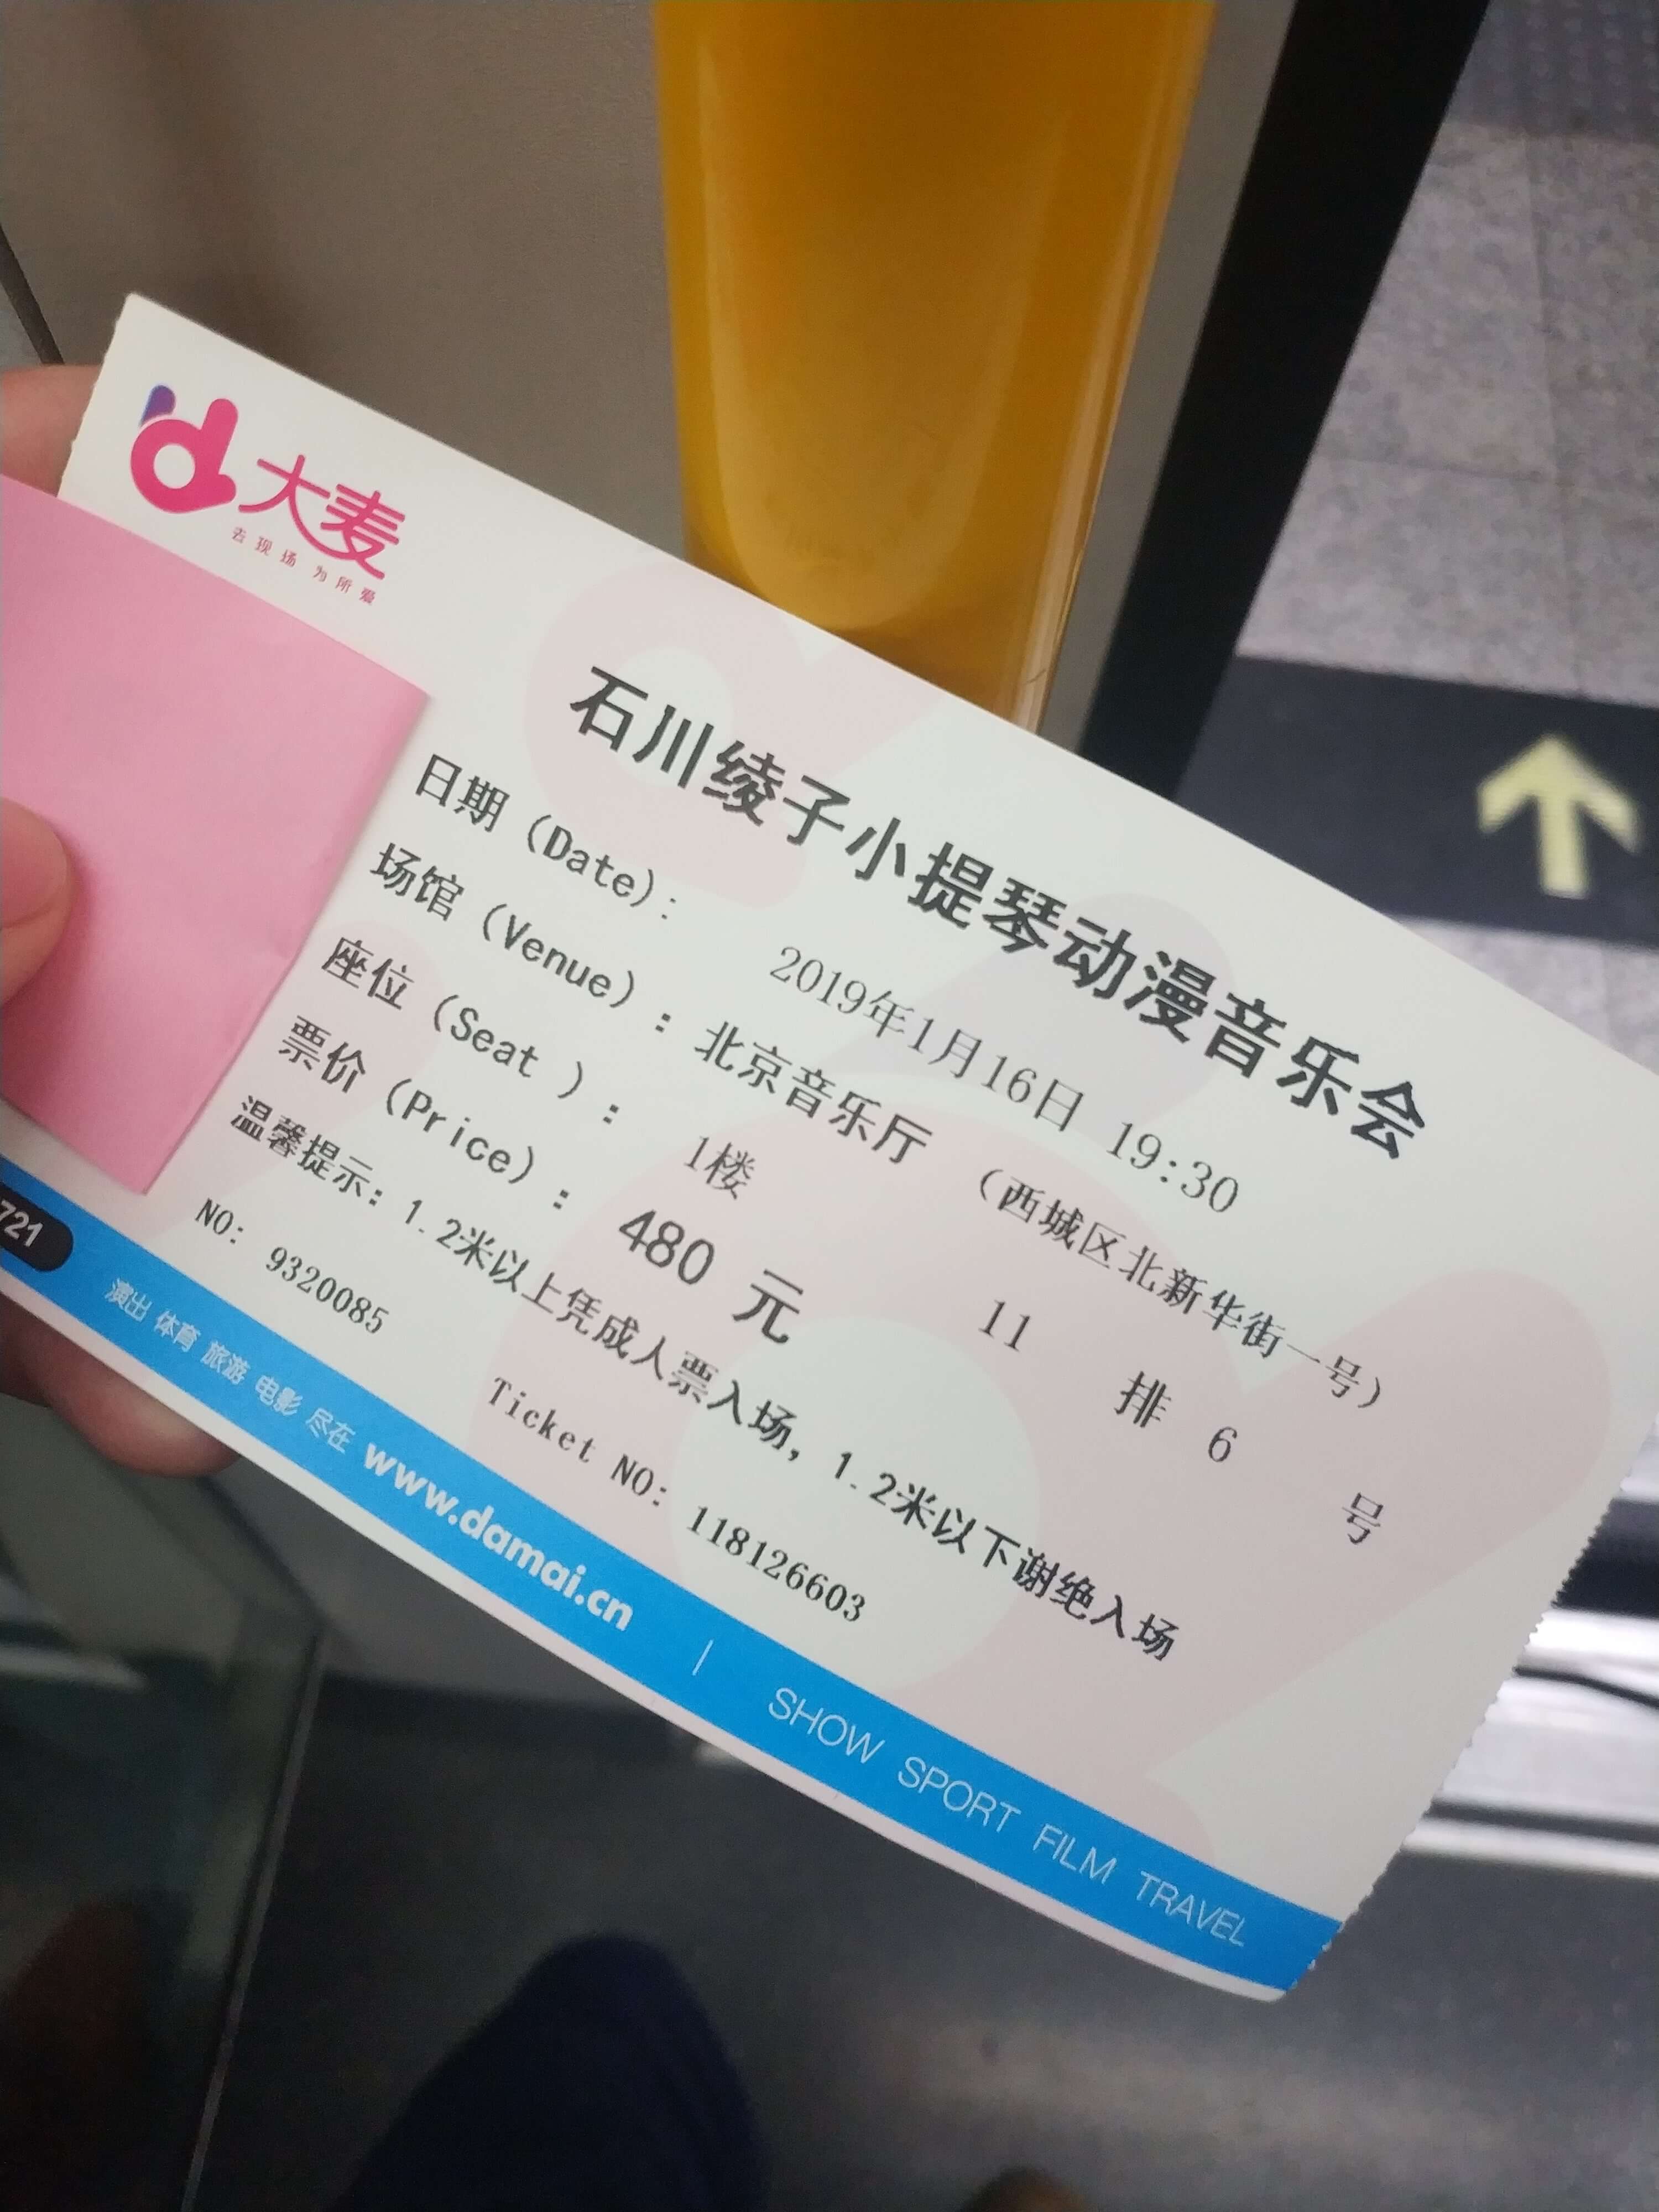 大麦
去现场 为所爱
石川绫子小提琴动漫音乐会
日期 (Date): 2019年1月16日 19:30
场馆 (Venue): 北京音乐厅 (西城区北新华街一号)
座位 (Seat ): 1楼 11 排 6 号
票价 (Price): 480 元
温馨提示: 1.2米以上凭成人票入场, 1.2米以下谢绝入场
NO: 9320085 Ticket NO: 118126603
721
演出 体育 旅游 电影 尽在 www.damai.cn | SHOW SPORT FILM TRAVEL